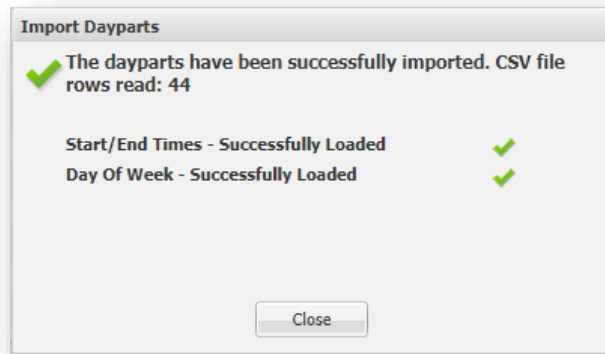 Import Dayparts
The dayparts have been successfully imported. CSV file
rows read: 44
Start/End Times - Successfully Loaded
Day Of Week - Successfully Loaded
Close